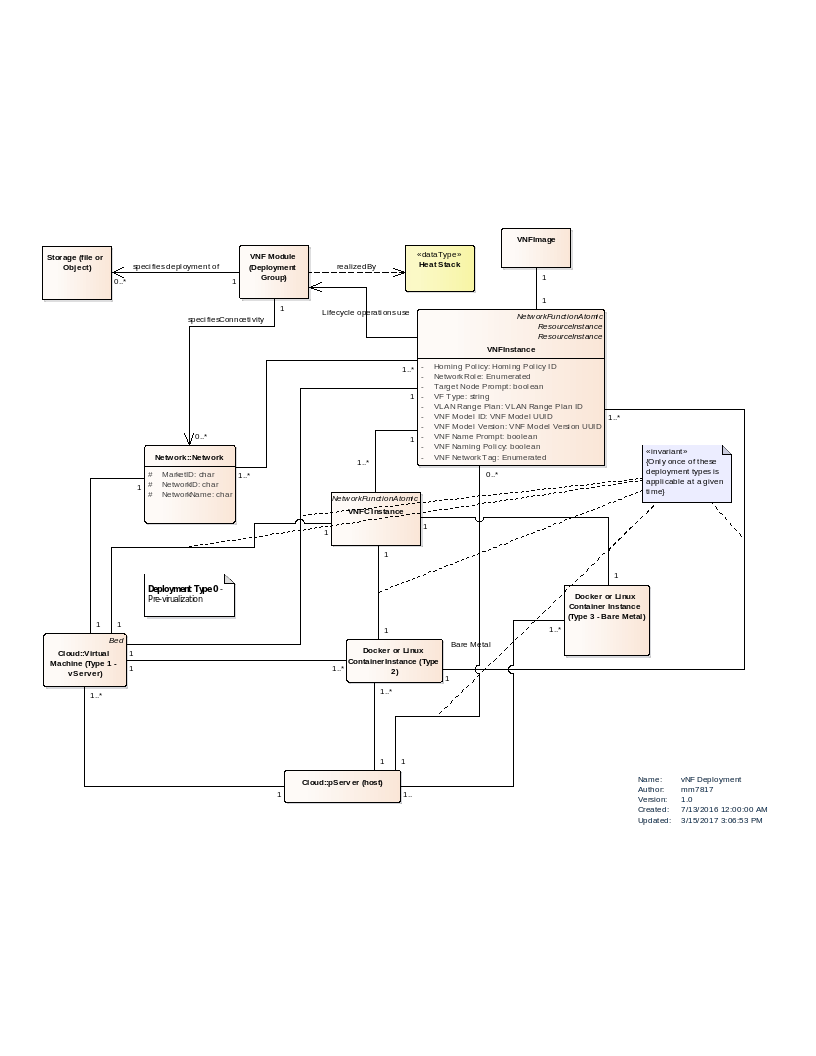 VNFImage
Storage (file or
Object)
specifies deployment of
0..*
1
VNF Module
(Deployment
Group)
realizedBy
«dataType»
Heat Stack
1
1
1
specifiesConnoetivity
Lifecycle operations use
NetworkFunctionAtomic
ResourceInstance
ResourceInstance
VNFInstance
- Homing Policy: Homing Policy ID
- NetworkRole: Enumerated
- Target Node Prompt: boolean
- VF Type: string
- VLAN Range Plan: VLAN Range Plan ID
- VNF Model ID: VNF Model UUID
- VNF Model Version: VNF Model Version UUID
- VNF Name Prompt: boolean
- VNF Naming Policy: boolean
- VNF Network Tag: Enumerated
1..*
1
1
1..*
0..*
1..*
0..*
Network::Network
# MarketID: char
# NetworkID: char
# NetworkName: char
1
1..*
«invariant»
{Only once of these
deployment types is
applicable at a given
time}
NetworkFunctionAtomic
VNFC Instance
1
1
1
1
Deployment Type 0 -
Pre-virualization
Docker or Linux
Container Instance
(Type 3 - Bare Metal)
1..*
1
1
1
Bed
Cloud::Virtual
Machine (Type 1 -
vServer)
1
1
1..*
Docker or Linux
ContainerInstance (Type
2)
1..*
1
1..*
Bare Metal
1
1
Cloud::pServer (host)
1
1..
Name: vNF Deployment
Author: mm7817
Version: 1.0
Created: 7/13/2016 12:00:00 AM
Updated: 3/15/2017 3:06:53 PM